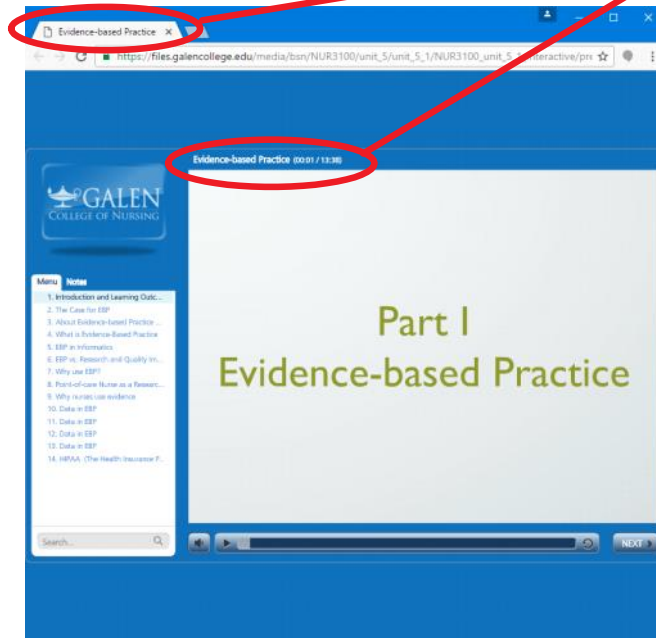 Evidence-based Practice
https://files.galencollege.edu/media/bsn/NUR3100/unit_5/unit_5_1/NUR3100_unit_5_
Evidence-based Practice (00:01 / 13:38)
GALEN
COLLEGE OF NURSING
Menu Notes
1. Introduction and Learning Outc...
2. The Case for EBP
3. About Evidence-based Practice ...
4. What is Evidence-Based Practice
5. EBP in Informatics
6. EBP vs. Research and Quality Im...
7. Why use EBP?
8. Point-of-care Nurse as a Researc...
9. Why nurses use evidence
10. Data in EBP
11. Data in EBP
12. Data in EBP
13. Data in EBP
14. HIPAA (The Health Insurance P...
Part I
Evidence-based Practice
Search...
NEXT